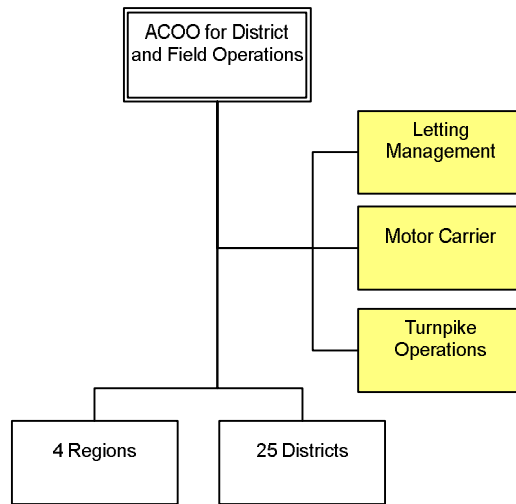 ACOO for District
and Field Operations
Letting
Management
Motor Carrier
Turnpike
Operations
4 Regions
25 Districts